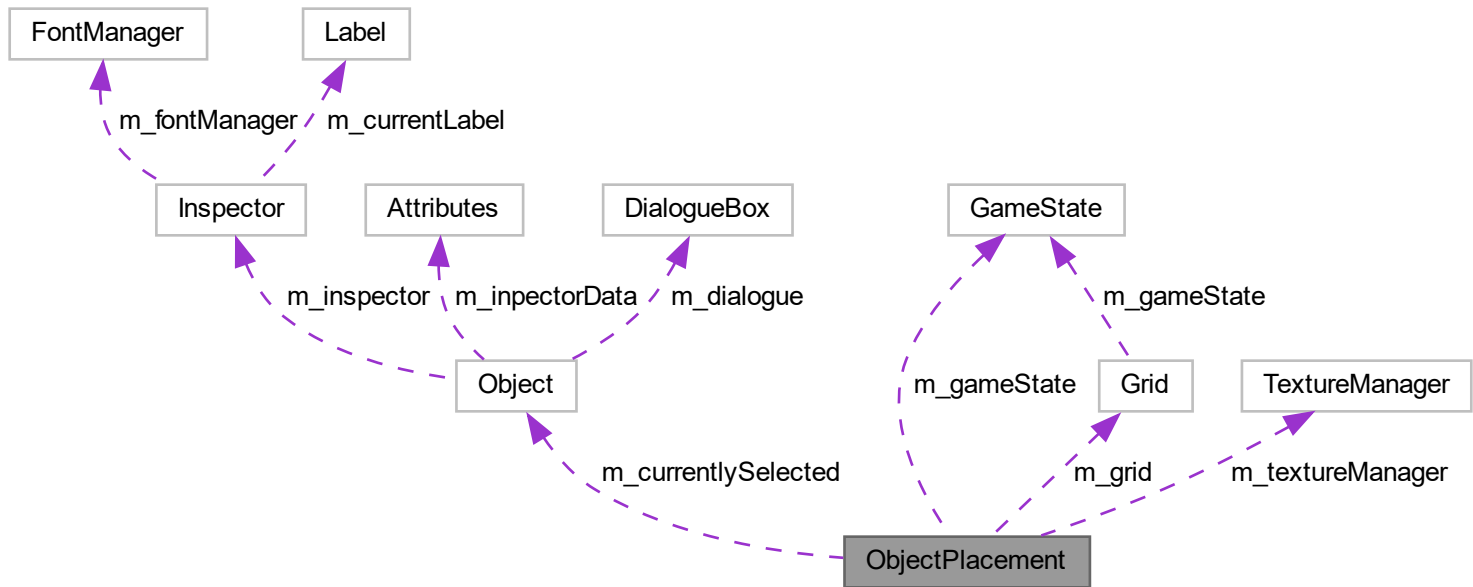 FontManager
Label
m_fontManager
m_currentLabel
Inspector
Attributes
DialogueBox
GameState
m_inspector
m_inpectorData
m_dialogue
m_gameState
Object
m_gameState
Grid
TextureManager
m_currentlySelected
m_grid
m_textureManager
ObjectPlacement